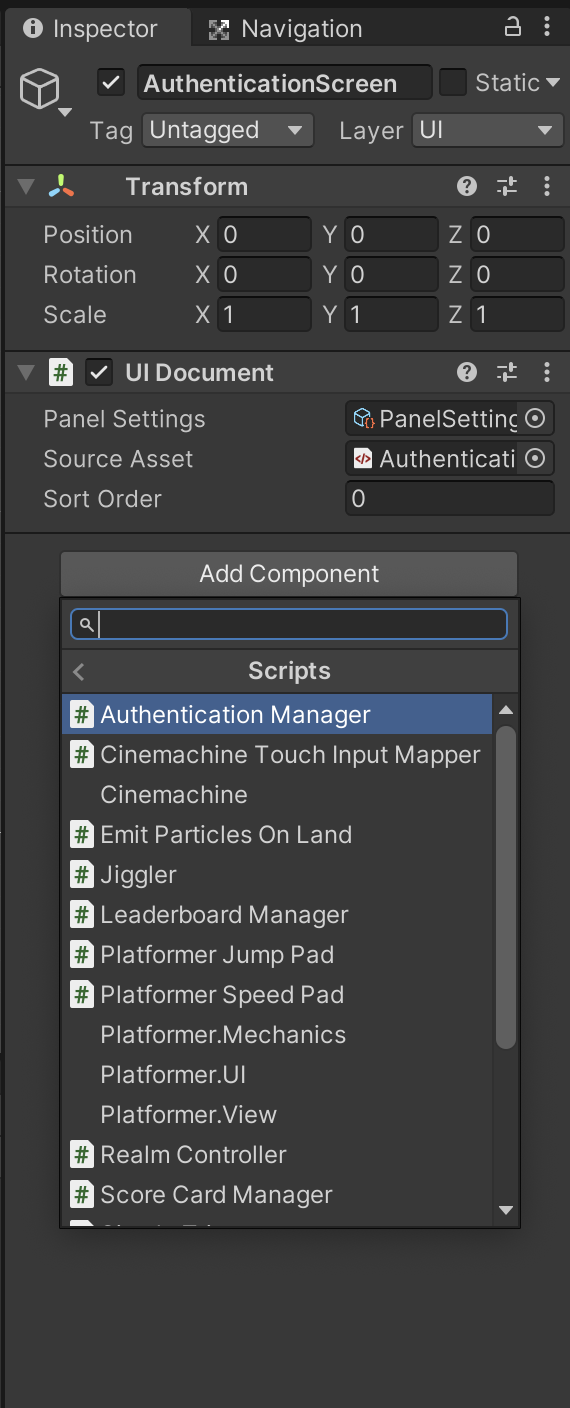 Inspector Navigation
AuthenticationScreen Static
Tag Untagged Layer UI
Transform
Position X 0 Y 0 Z 0
Rotation X 0 Y 0 Z 0
Scale X 1 Y 1 Z 1
# UI Document
Panel Settings PanelSetting
Source Asset Authenticati
Sort Order 0
Add Component
Scripts
# Authentication Manager
# Cinemachine Touch Input Mapper
Cinemachine
# Emit Particles On Land
# Jiggler
# Leaderboard Manager
# Platformer Jump Pad
# Platformer Speed Pad
Platformer.Mechanics
Platformer.UI
Platformer.View
# Realm Controller
# Score Card Manager